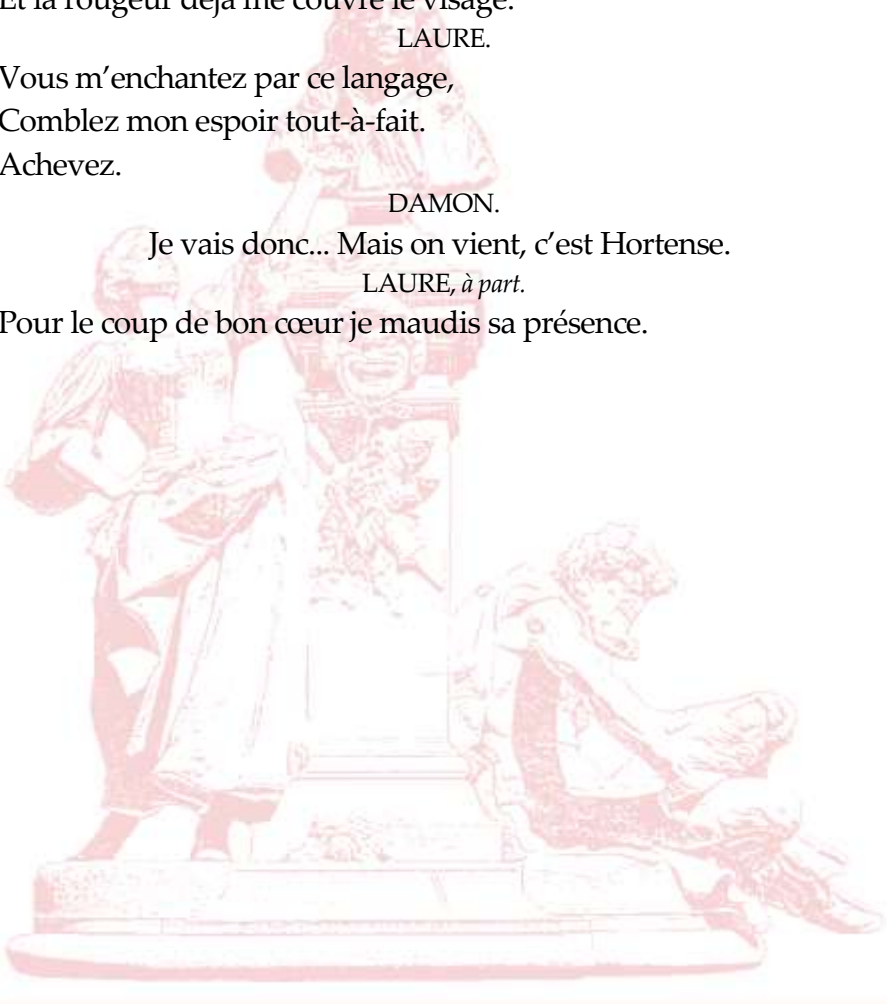 Et la rougeur déjà me couvre le visage.
LAURE.
Vous m’enchantez par ce langage,
Comblez mon espoir tout-à-fait.
Achevez.
DAMON.
Je vais donc... Mais on vient, c’est Hortense.
LAURE, à part.
Pour le coup de bon cœur je maudis sa présence.